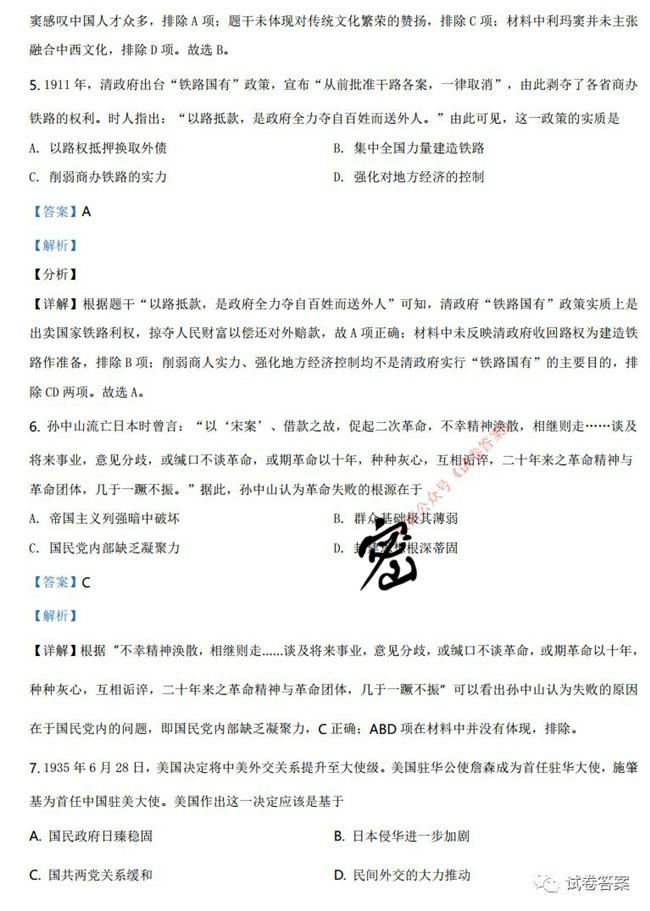 窦感叹中国人才众多，排除 A 项；题干未体现对传统文化繁荣的赞扬，排除 C 项；材料中利玛窦并未主张
融合中西文化，排除 D 项。故选 B。
5. 1911 年，清政府出台“铁路国有”政策，宣布“从前批准干路各案，一律取消”，由此剥夺了各省商办
铁路的权利。时人指出：“以路抵款，是政府全力夺自百姓而送外人。”由此可见，这一政策的实质是
A. 以路权抵押换取外债 B. 集中全国力量建造铁路
C. 削弱商办铁路的实力 D. 强化对地方经济的控制
【答案】A
【解析】
【分析】
【详解】根据题干“以路抵款，是政府全力夺自百姓而送外人”可知，清政府“铁路国有”政策实质上是
出卖国家铁路利权，掠夺人民财富以偿还对外赔款，故 A 项正确；材料中未反映清政府收回路权为建造铁
路作准备，排除 B 项；削弱商人实力、强化地方经济控制均不是清政府实行“铁路国有”的主要目的，排
除 CD 两项。故选 A。
6. 孙中山流亡日本时曾言：“以‘宋案’、借款之故，促起二次革命，不幸精神涣散，相继则走……谈及
将来事业，意见分歧，或缄口不谈革命，或期革命以十年，种种灰心，互相诟谇，二十年来之革命精神与
革命团体，几于一蹶不振。”据此，孙中山认为革命失败的根源在于
A. 帝国主义列强暗中破坏 B. 群众基础极其薄弱
C. 国民党内部缺乏凝聚力 D. 封建思想根深蒂固
密
公众号《试卷答案》
【答案】C
【解析】
【详解】根据“不幸精神涣散，相继则走……谈及将来事业，意见分歧，或缄口不谈革命，或期革命以十年，
种种灰心，互相诟谇，二十年来之革命精神与革命团体，几于一蹶不振”可以看出孙中山认为失败的原因
在于国民党内的问题，即国民党内部缺乏凝聚力，C 正确；ABD 项在材料中并没有体现，排除。
7. 1935 年 6 月 28 日，美国决定将中美外交关系提升至大使级。美国驻华公使詹森成为首任驻华大使，施肇
基为首任中国驻美大使。美国作出这一决定应该是基于
A. 国民政府日臻稳固 B. 日本侵华进一步加剧
C. 国共两党关系缓和 D. 民间外交的大力推动
试卷答案